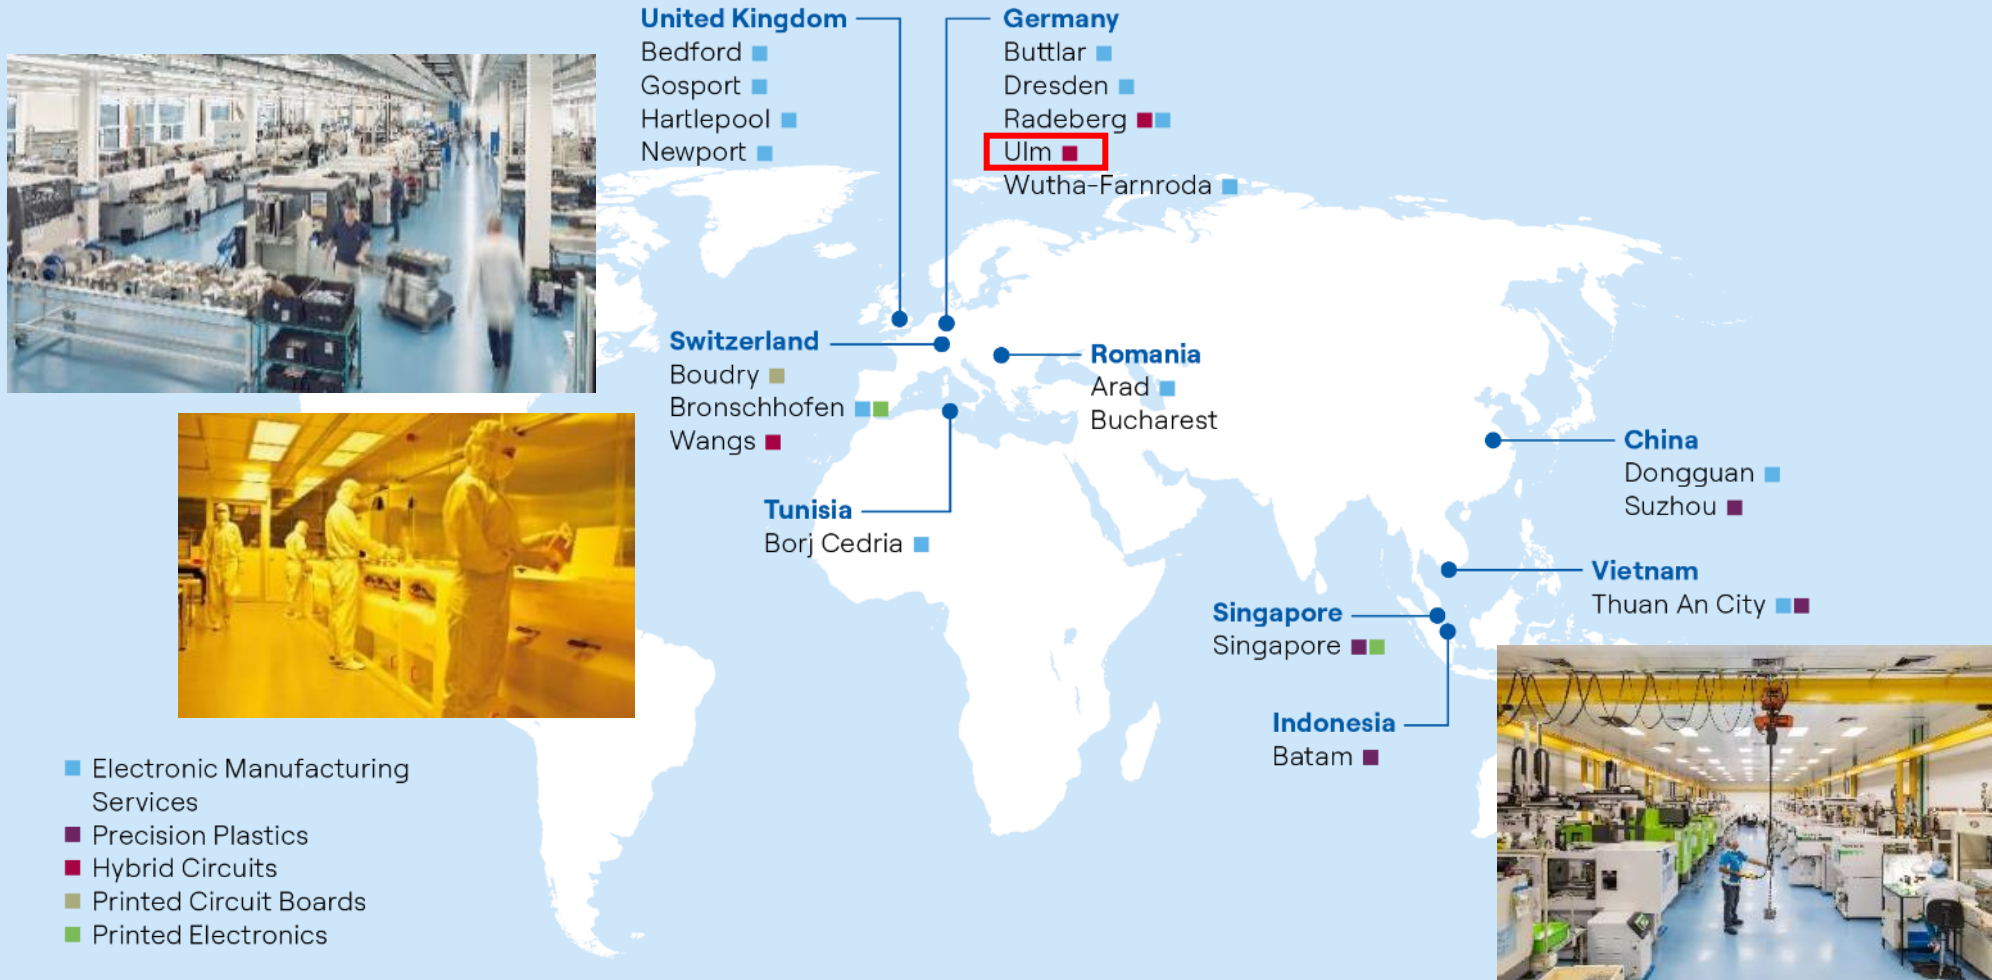 United Kingdom
Bedford
Gosport
Hartlepool
Newport
Germany
Buttlar
Dresden
Radeberg
Ulm
Wutha-Farnroda
Switzerland
Boudry
Bronschhofen
Wangs
Romania
Arad
Bucharest
Tunisia
Borj Cedria
China
Dongguan
Suzhou
Vietnam
Thuan An City
Singapore
Singapore
Indonesia
Batam
Electronic Manufacturing
Services
Precision Plastics
Hybrid Circuits
Printed Circuit Boards
Printed Electronics